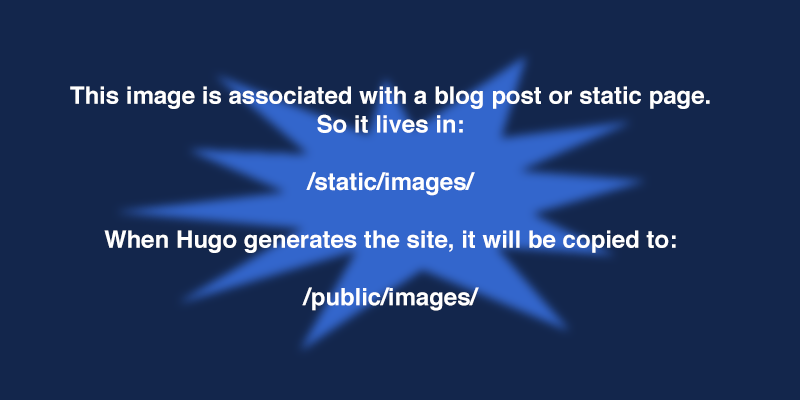 This image is associated with a blog post or static page.
So it lives in:
/static/images/
When Hugo generates the site, it will be copied to:
/public/images/